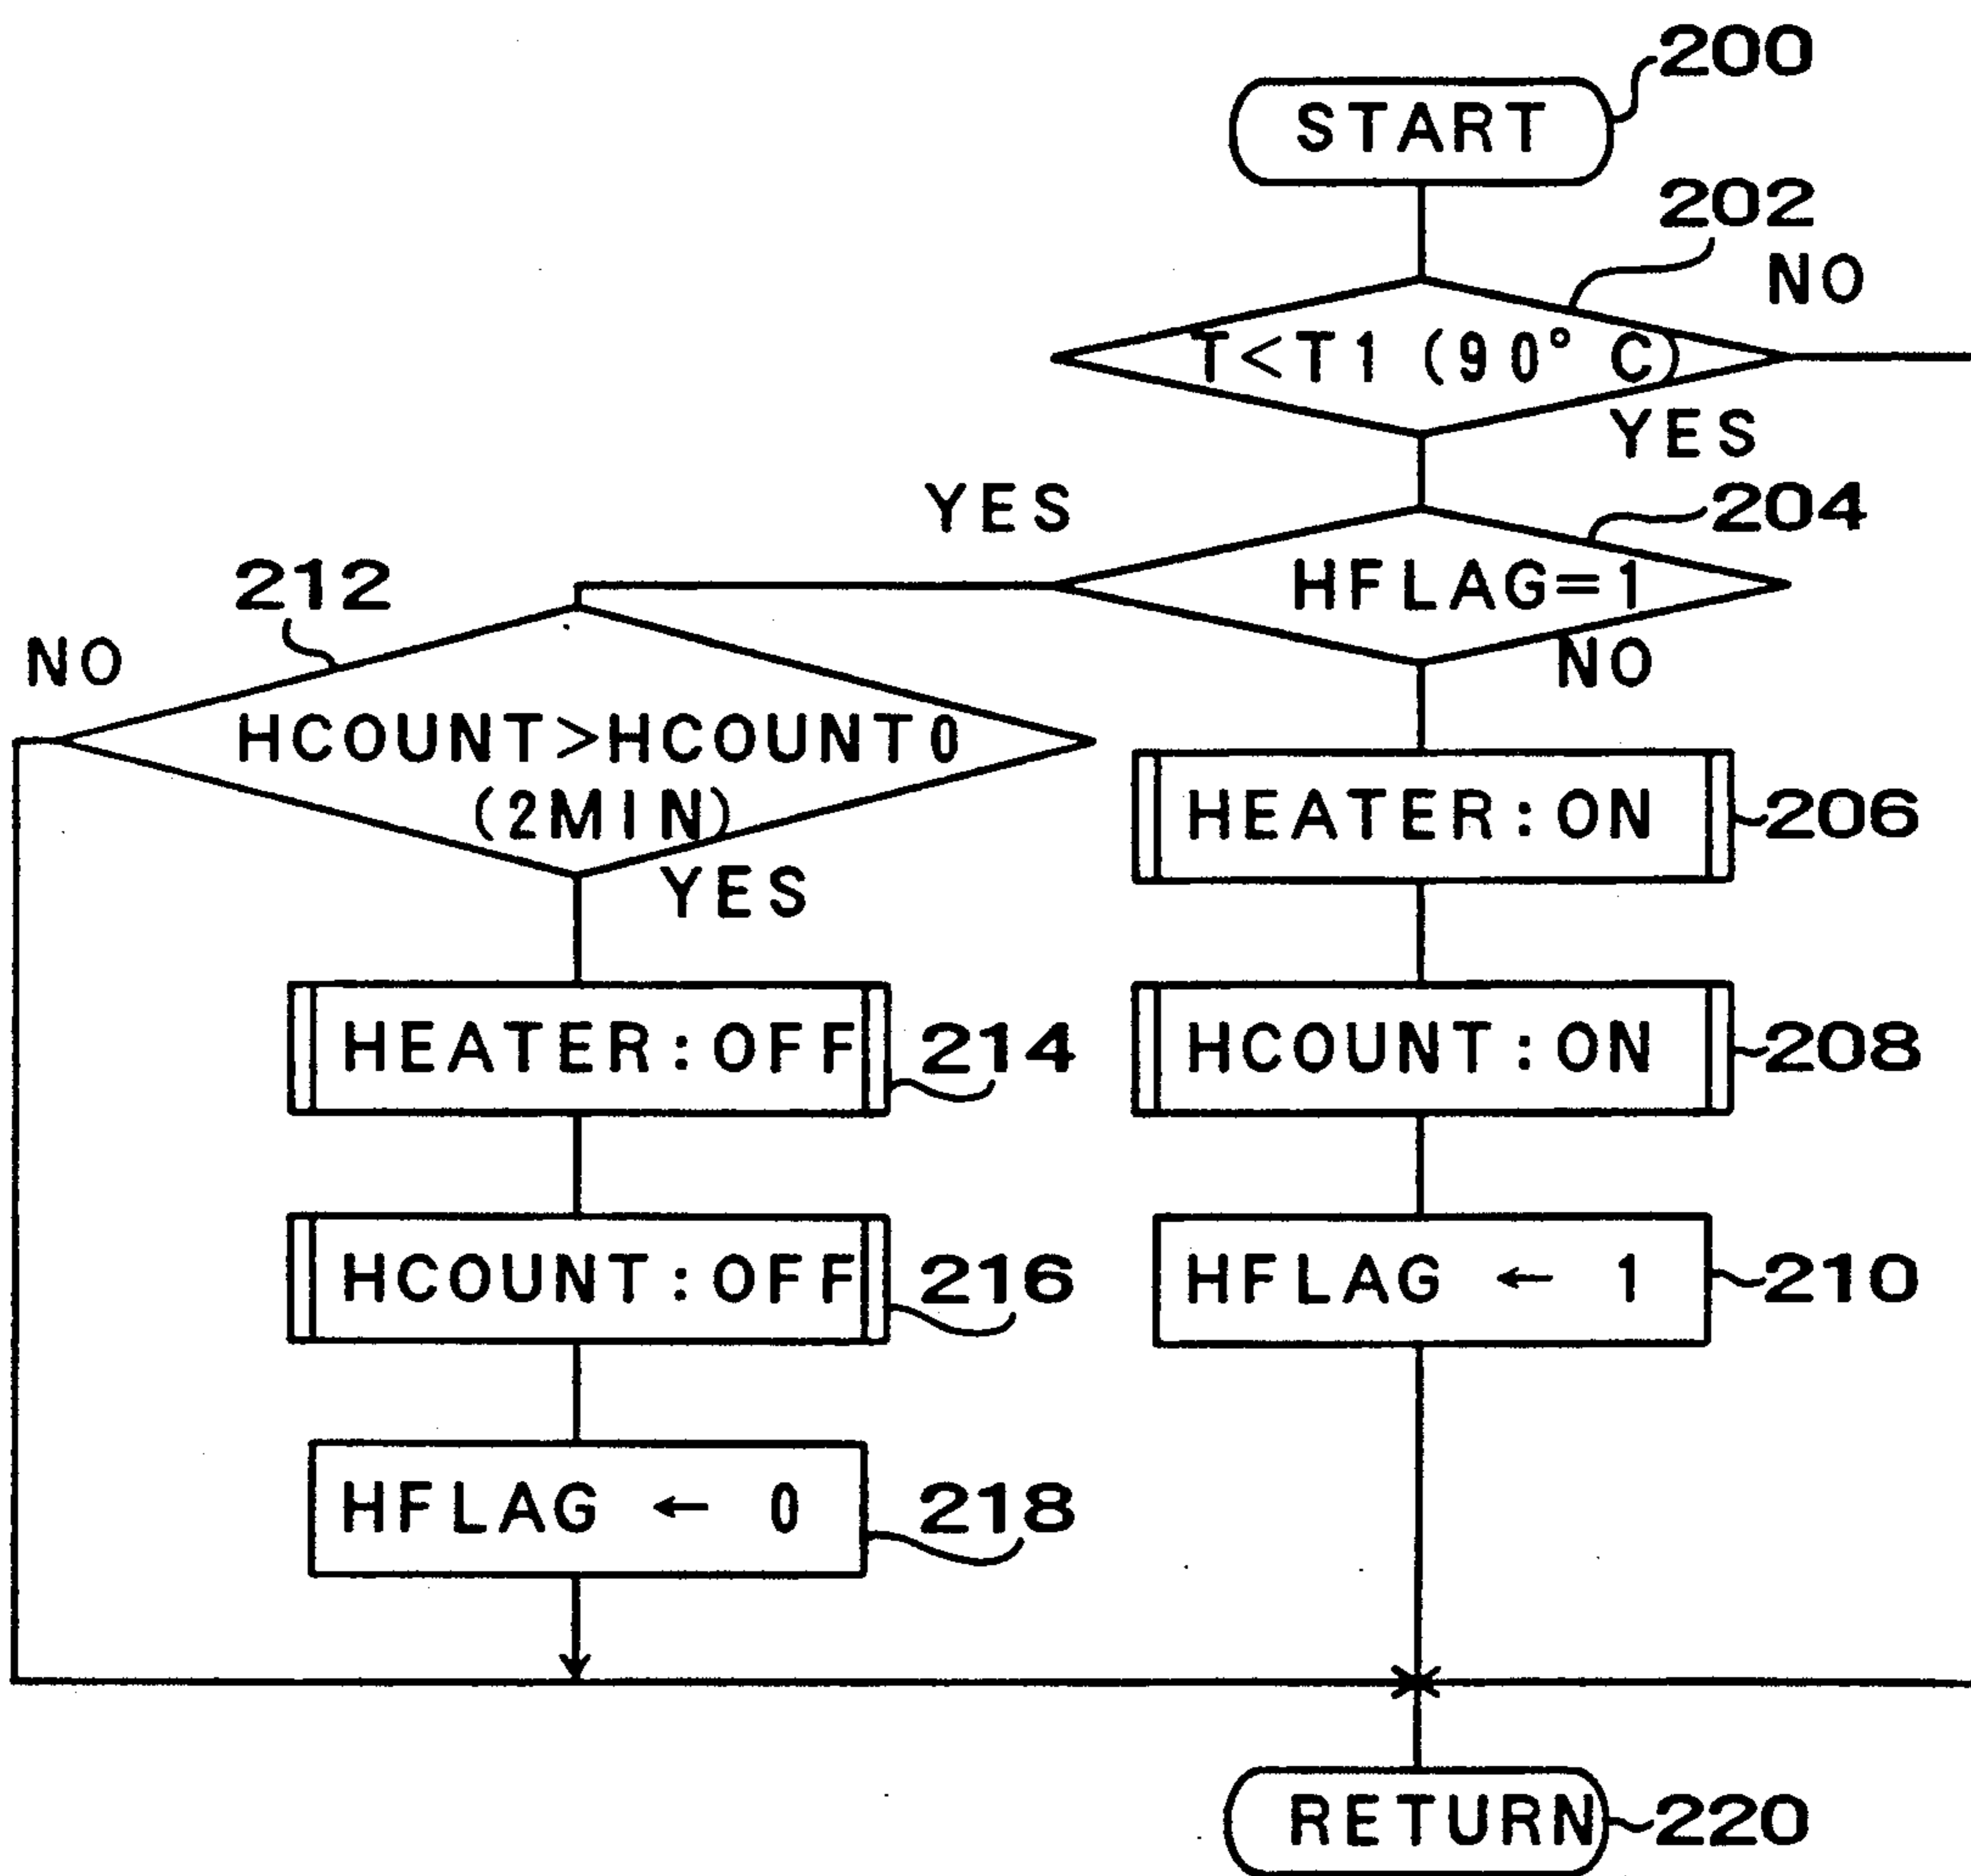 200
START
202
NO
T<T1 (90° C)
YES
YES
204
HFLAG=1
212
NO
NO
HCOUNT>HCOUNT0
(2MIN)
HEATER:ON
206
YES
HEATER:OFF
214
HCOUNT:ON
208
HCOUNT:OFF
216
HFLAG ← 1
210
HFLAG ← 0
218
RETURN
220